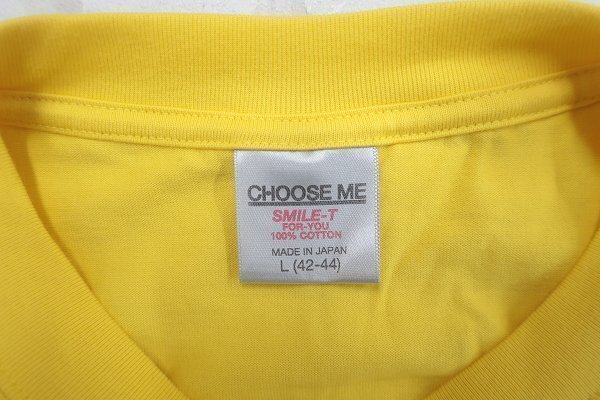 CHOOSE ME
SMILE-T
FOR-YOU
100% COTTON
MADE IN JAPAN
L (42-44)